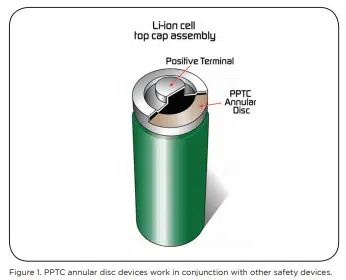 Li-ion cell
top cap assembly
Positive Terminal
PPTC
Annular
Disc
Figure 1. PPTC annular disc devices work in conjunction with other safety devices.